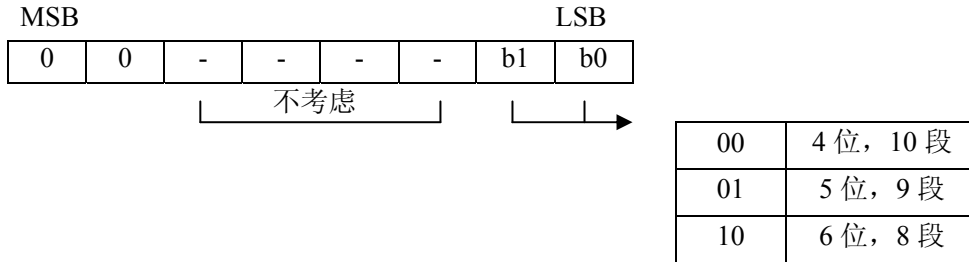 MSB LSB
0 0 - - - - b1 b0
不考虑
00 4 位，10 段
01 5 位，9 段
10 6 位，8 段